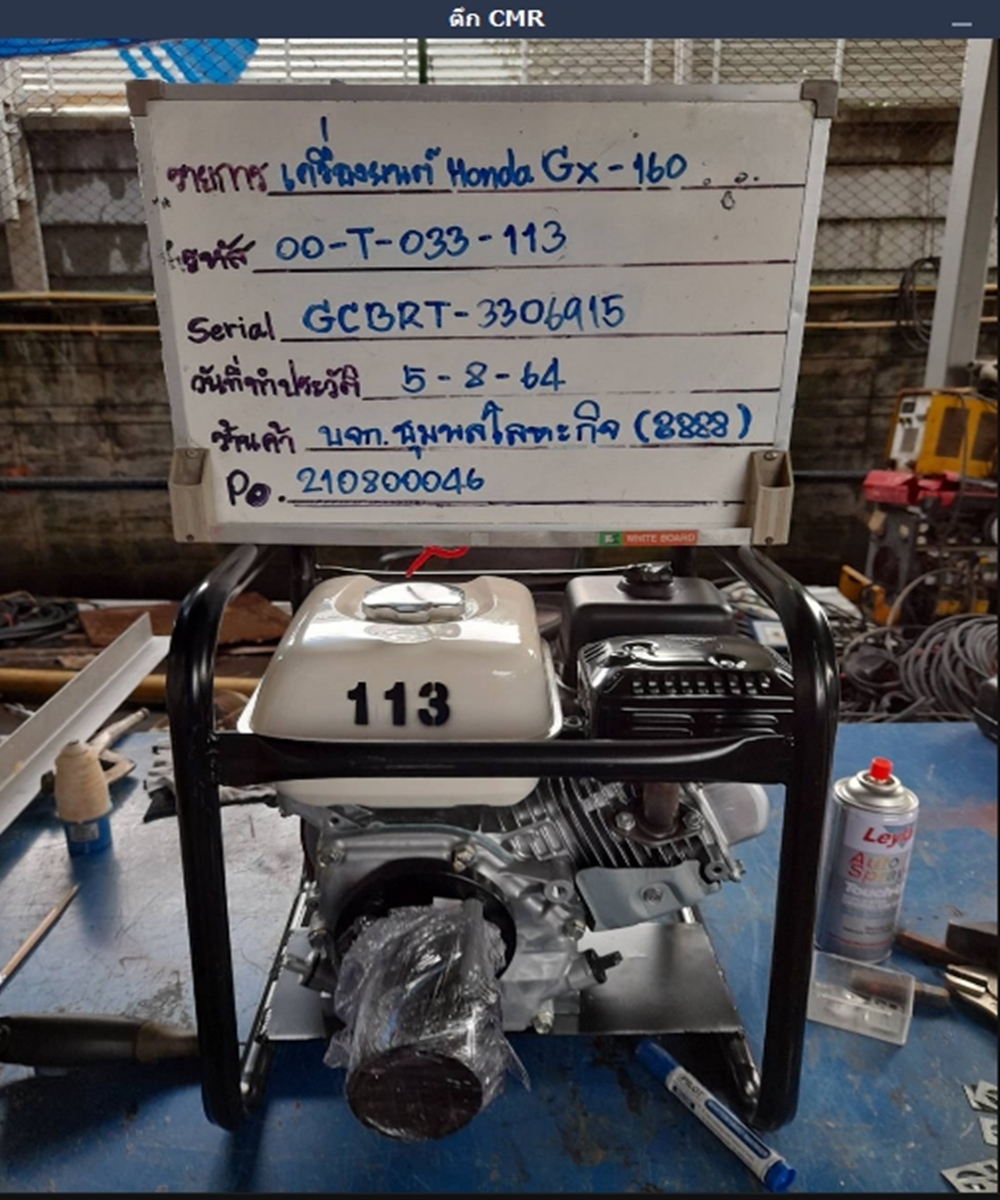 ตึก CMR
รายการ เครื่องยนต์ Honda Gx-160
รหัส 00-T-033-113
Serial GCBRT-3306915
วันที่ทำประวัติ 5-8-64
ร้านค้า บจก. ชุมพลโลหะกิจ (8888)
Po. 210800046
WHITE BOARD
113
Leyla
Auto
Spray
PILOT